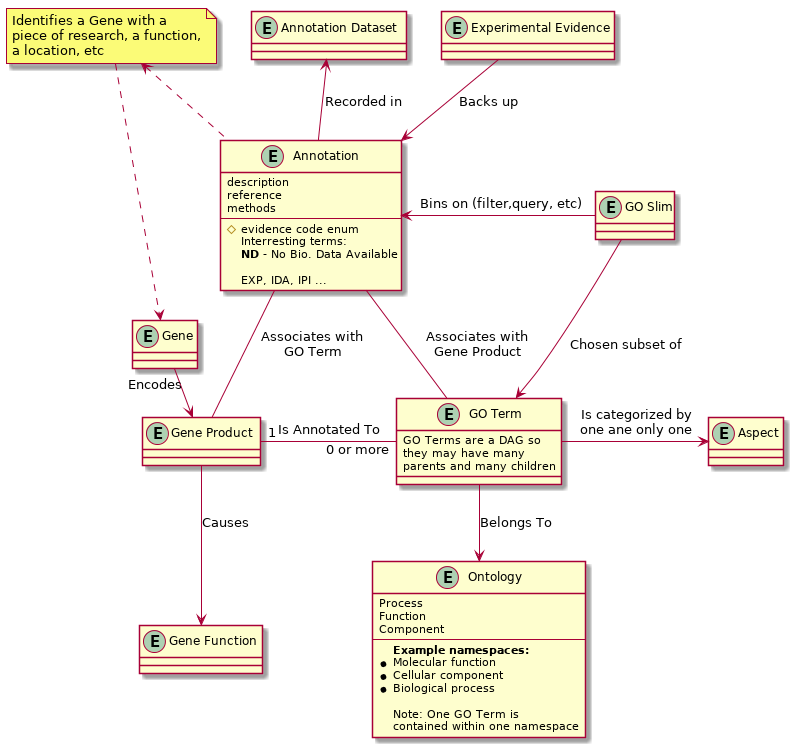 Identifies a Gene with a
piece of research, a function,
a location, etc
E Annotation Dataset
E Experimental Evidence
Recorded in
Backs up
E Annotation
description
reference
methods
evidence code enum
Interresting terms:
ND - No Bio. Data Available
EXP, IDA, IPI ...
Bins on (filter,query, etc)
E GO Slim
E Gene
Associates with
GO Term
Associates with
Gene Product
Chosen subset of
Encodes
E Gene Product
1
Is Annotated To
0 or more
E GO Term
GO Terms are a DAG so
they may have many
parents and many children
Is categorized by
one ane only one
E Aspect
Causes
Belongs To
E Gene Function
E Ontology
Process
Function
Component
Example namespaces:
• Molecular function
• Cellular component
• Biological process
Note: One GO Term is
contained within one namespace